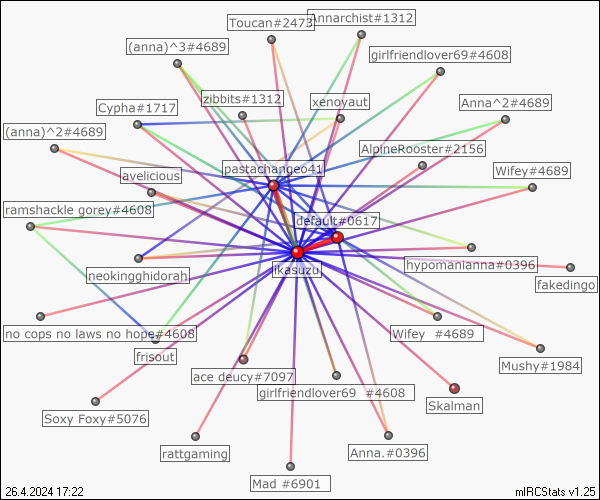 Annarchist#1312
Toucan#2473
(anna)^3#4689
girlfriendlover69#4608
zibbits#1312
xenoyaut
Cypha#1717
Anna^2#4689
(anna)^2#4689
AlpineRooster#2156
pastachangeo41
avelicious
Wifey#4689
ramshackle gorey#4608
default#0617
neokingghidorah
ikasuzu
hypomanianna#0396
fakedingo
no cops no laws no hope#4608
Wifey #4689
frisout
Mushy#1984
ace deucy#7097
girlfriendlover69 #4608
Skalman
Soxy Foxy#5076
rattgaming
Anna.#0396
Mad #6901
26.4.2024 17:22
mIRCStats v1.25